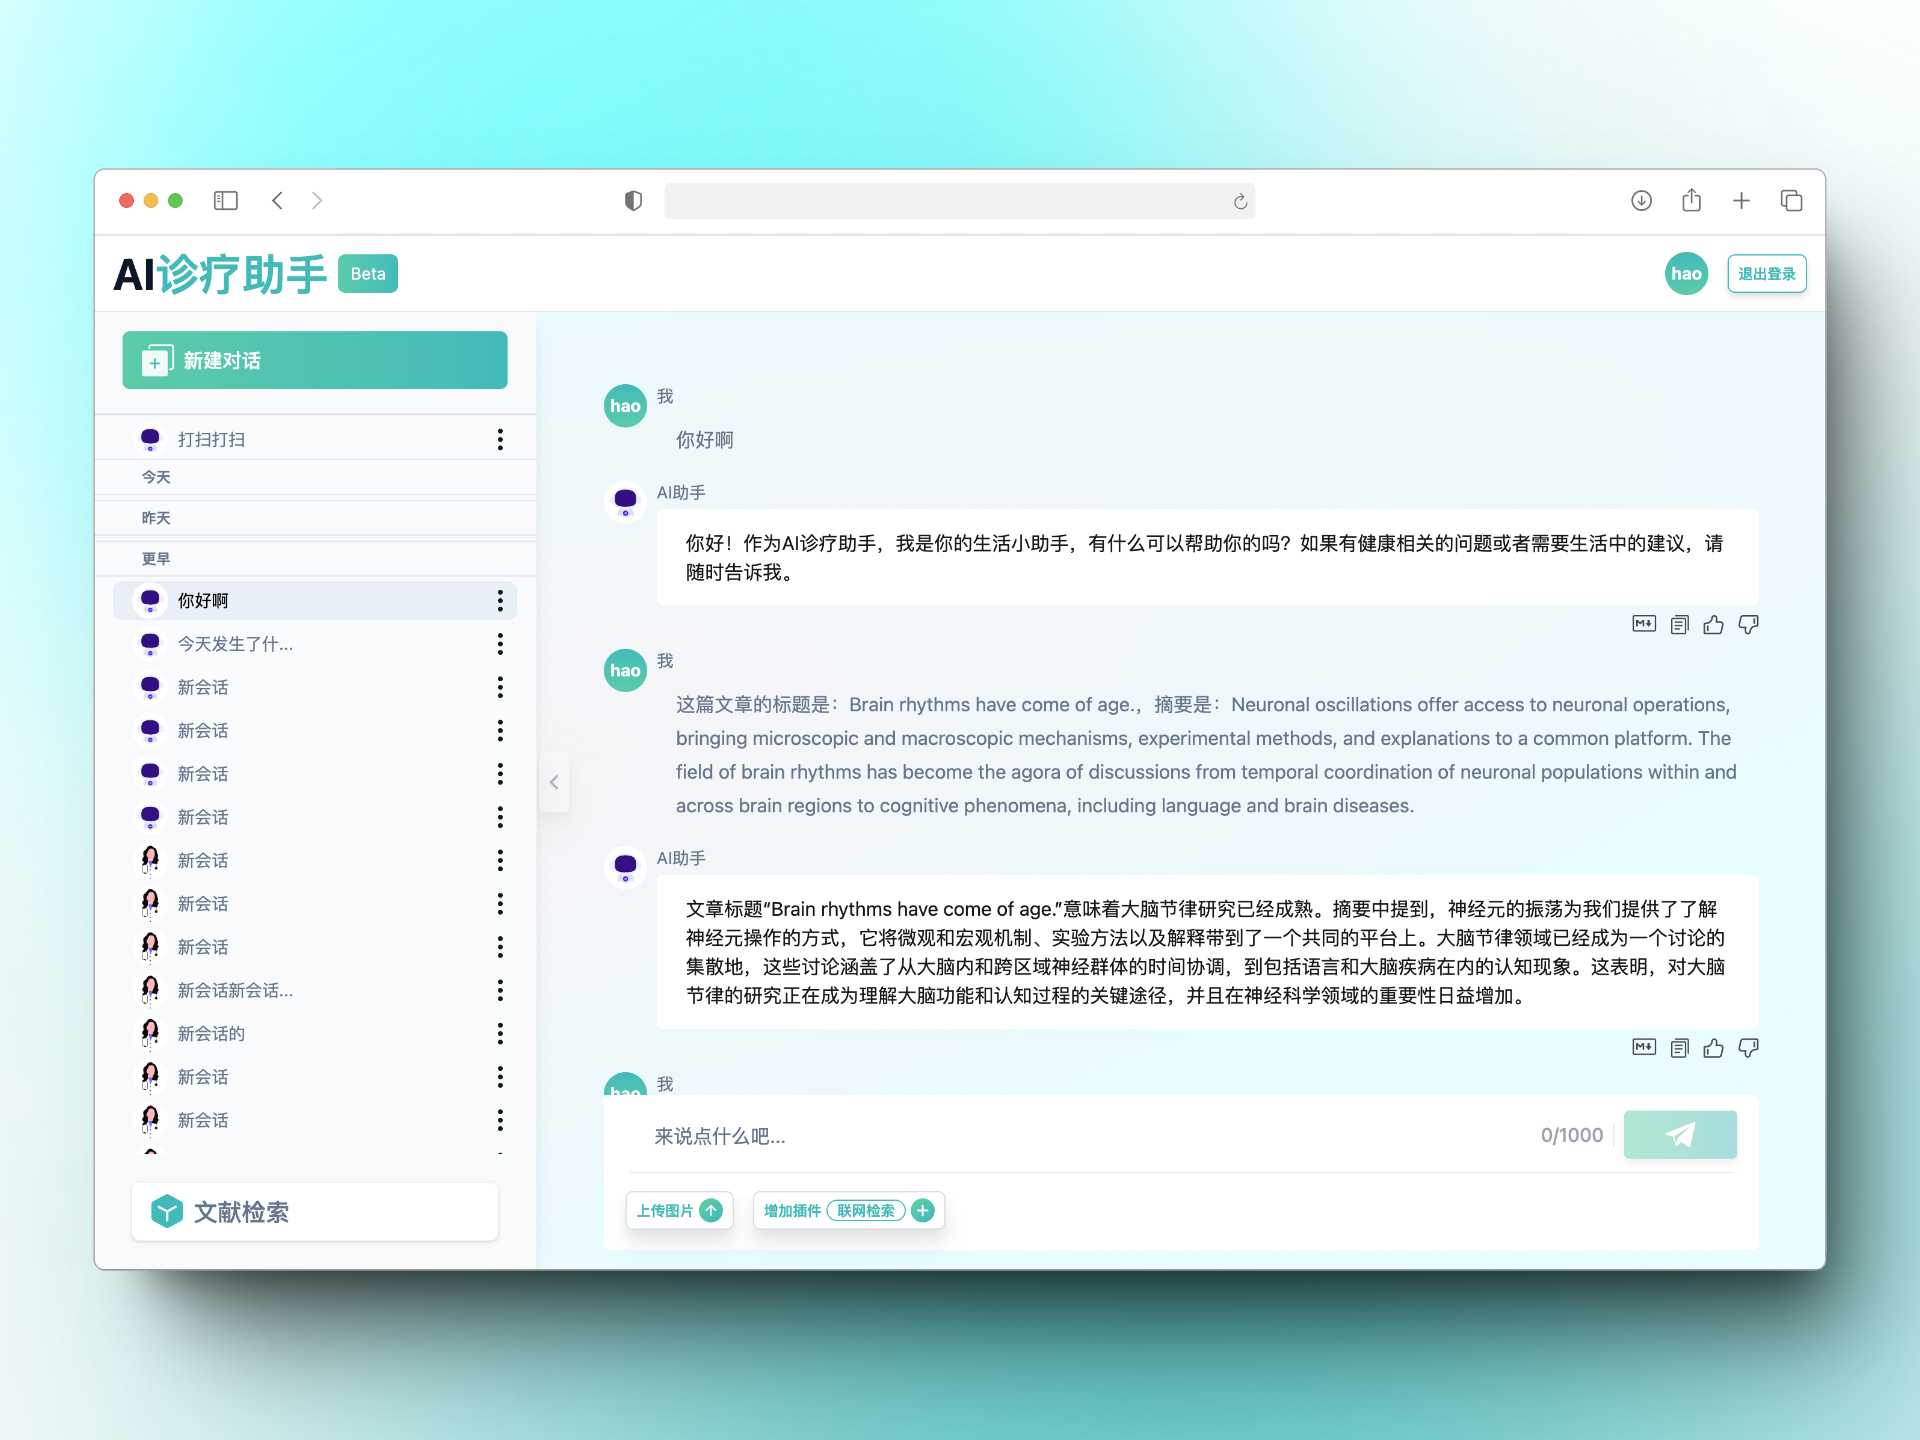 AI诊疗助手 Beta
hao 退出登录
新建对话
打扫打扫
今天
昨天
更早
你好啊
今天发生了什...
新会话
新会话
新会话
新会话
新会话
新会话
新会话
新会话新会话...
新会话的
新会话
新会话
文献检索
hao 我
你好啊
AI助手
你好！作为AI诊疗助手，我是你的生活小助手，有什么可以帮助你的吗？如果有健康相关的问题或者需要生活中的建议，请
随时告诉我。
M
hao 我
这篇文章的标题是：Brain rhythms have come of age.，摘要是：Neuronal oscillations offer access to neuronal operations,
bringing microscopic and macroscopic mechanisms, experimental methods, and explanations to a common platform. The
field of brain rhythms has become the agora of discussions from temporal coordination of neuronal populations within and
across brain regions to cognitive phenomena, including language and brain diseases.
AI助手
文章标题“Brain rhythms have come of age.”意味着大脑节律研究已经成熟。摘要中提到，神经元的振荡为我们提供了了解
神经元操作的方式，它将微观和宏观机制、实验方法以及解释带到了一个共同的平台上。大脑节律领域已经成为一个讨论的
集散地，这些讨论涵盖了从大脑内和跨区域神经群体的时间协调，到包括语言和大脑疾病在内的认知现象。这表明，对大脑
节律的研究正在成为理解大脑功能和认知过程的关键途径，并且在神经科学领域的重要性日益增加。
M
hao 我
来说点什么吧...
0/1000
上传图片
增加插件 联网检索